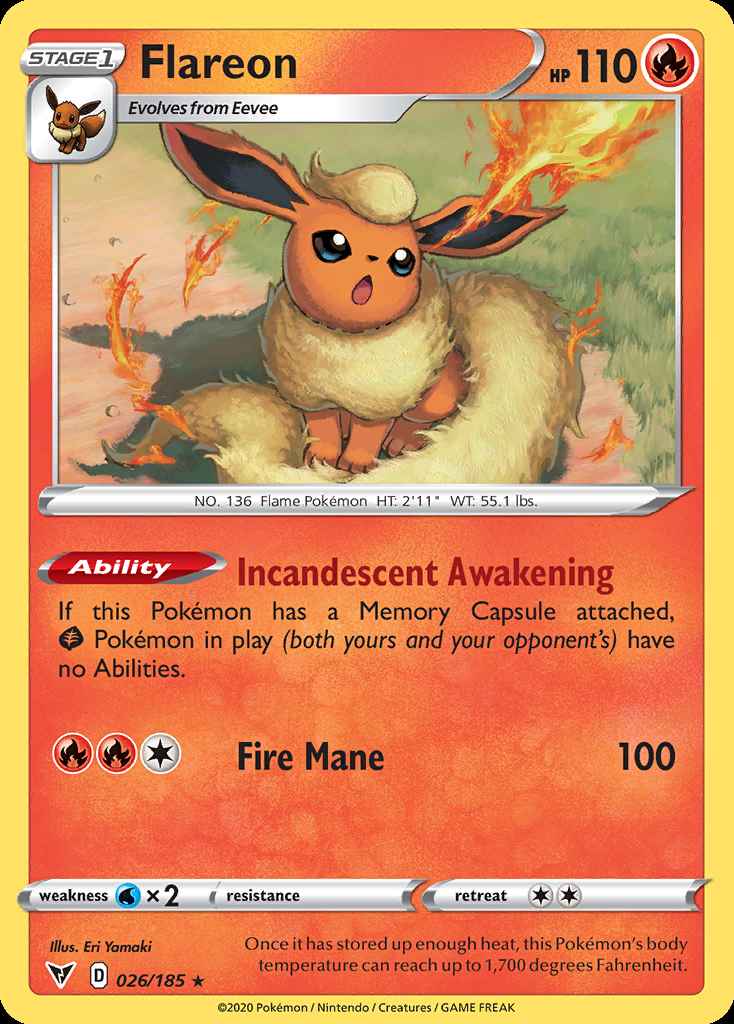 STAGE1
Flareon
HP 110
Evolves from Eevee
NO. 136 Flame Pokémon HT: 2'11" WT: 55.1 lbs.
Ability Incandescent Awakening
If this Pokémon has a Memory Capsule attached,
Pokémon in play (both yours and your opponent's) have
no Abilities.
Fire Mane 100
weakness ×2 resistance retreat
Illus. Eri Yamaki
Once it has stored up enough heat, this Pokémon's body
temperature can reach up to 1,700 degrees Fahrenheit.
D 026/185 ★
©2020 Pokémon / Nintendo / Creatures / GAME FREAK